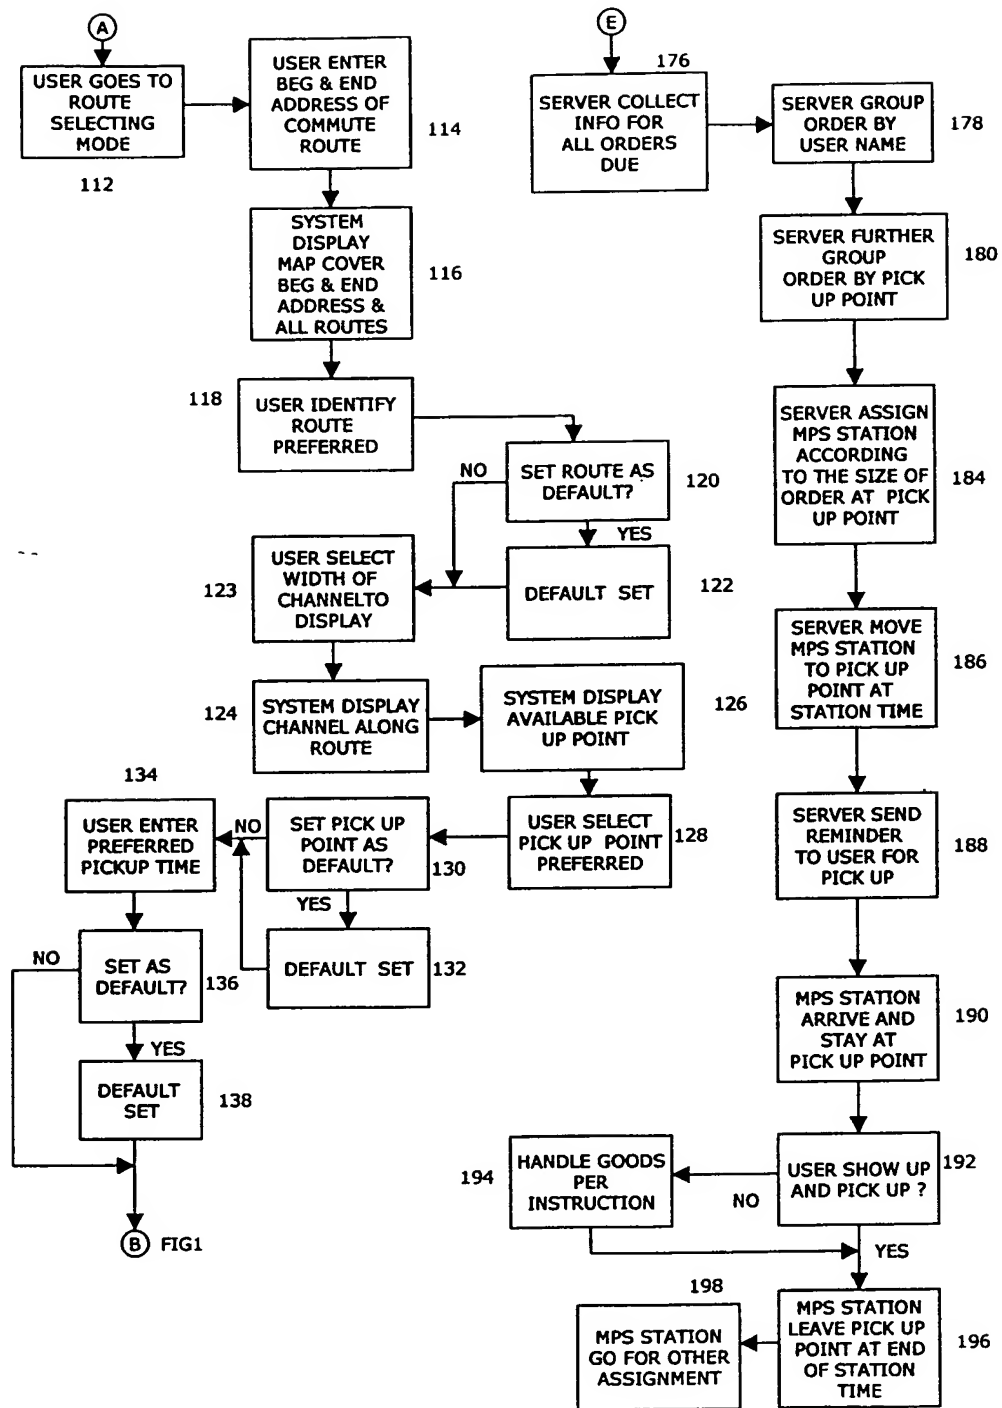 A
USER GOES TO
ROUTE
SELECTING
MODE
112
USER ENTER
BEG & END
ADDRESS OF
COMMUTE
ROUTE
114
SYSTEM
DISPLAY
MAP COVER
BEG & END
ADDRESS &
ALL ROUTES
116
118
USER IDENTIFY
ROUTE
PREFERRED
SET ROUTE AS
DEFAULT?
120
NO
YES
DEFAULT SET
122
123
USER SELECT
WIDTH OF
CHANNELTO
DISPLAY
124
SYSTEM DISPLAY
CHANNEL ALONG
ROUTE
SYSTEM DISPLAY
AVAILABLE PICK
UP POINT
126
USER SELECT
PICK UP POINT
PREFERRED
128
SET PICK UP
POINT AS
DEFAULT?
130
NO
YES
DEFAULT SET
132
134
USER ENTER
PREFERRED
PICKUP TIME
SET AS
DEFAULT?
136
NO
YES
DEFAULT
SET
138
B FIG1
E
176
SERVER COLLECT
INFO FOR
ALL ORDERS
DUE
SERVER GROUP
ORDER BY
USER NAME
178
SERVER FURTHER
GROUP
ORDER BY PICK
UP POINT
180
SERVER ASSIGN
MPS STATION
ACCORDING
TO THE SIZE OF
ORDER AT PICK
UP POINT
184
SERVER MOVE
MPS STATION
TO PICK UP
POINT AT
STATION TIME
186
SERVER SEND
REMINDER
TO USER FOR
PICK UP
188
MPS STATION
ARRIVE AND
STAY AT
PICK UP POINT
190
USER SHOW UP
AND PICK UP ?
192
NO
YES
194
HANDLE GOODS
PER
INSTRUCTION
MPS STATION
LEAVE PICK UP
POINT AT END
OF STATION
TIME
196
198
MPS STATION
GO FOR OTHER
ASSIGNMENT